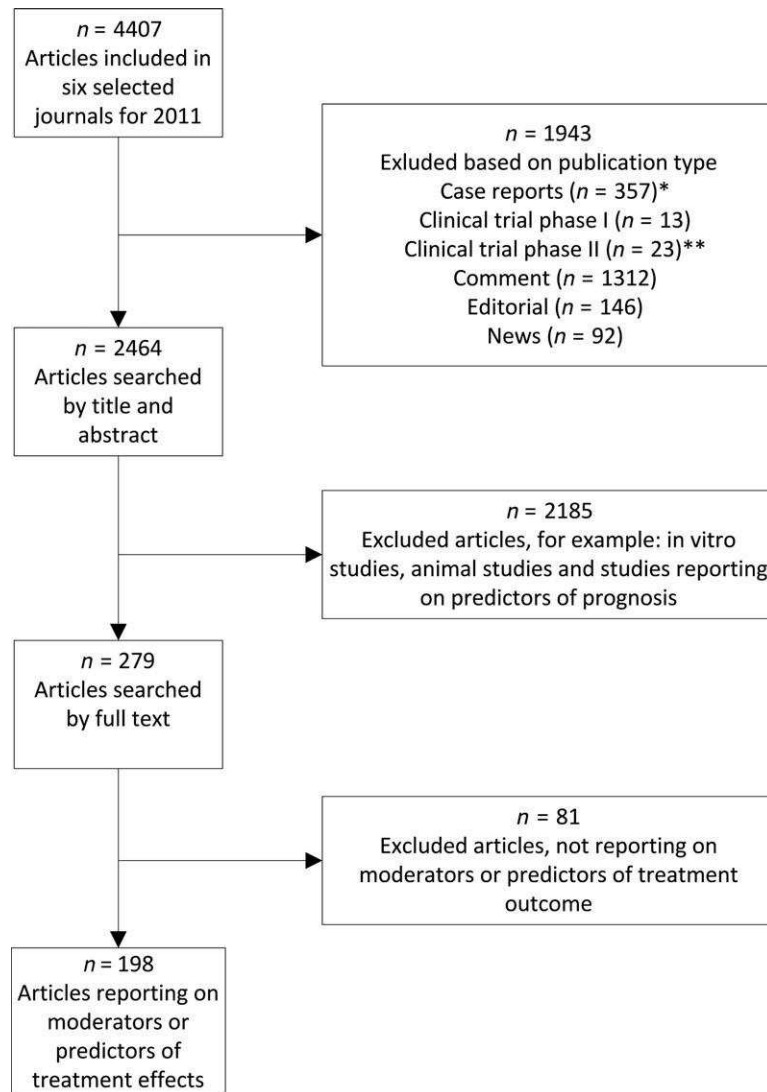 n = 4407
Articles included in
six selected
journals for 2011
n = 1943
Exluded based on publication type
Case reports (n = 357)*
Clinical trial phase I (n = 13)
Clinical trial phase II (n = 23)**
Comment (n = 1312)
Editorial (n = 146)
News (n = 92)
n = 2464
Articles searched
by title and
abstract
n = 2185
Excluded articles, for example: in vitro
studies, animal studies and studies reporting
on predictors of prognosis
n = 279
Articles searched
by full text
n = 81
Excluded articles, not reporting on
moderators or predictors of treatment
outcome
n = 198
Articles reporting on
moderators or
predictors of
treatment effects